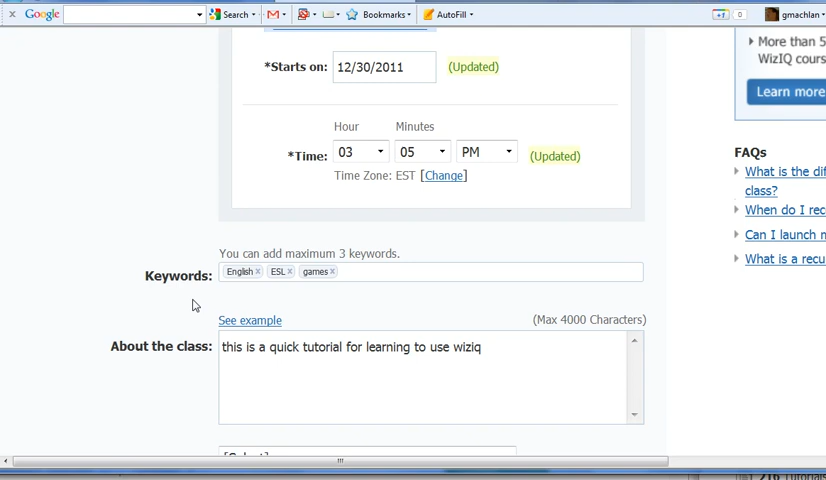 x Google Search M Bookmarks AutoFill +1 0 gmachlan
More than 5
*Starts on: 12/30/2011 (Updated)
WizIQ cours
Learn more
Hour Minutes
*Time: 03 05 PM (Updated)
Time Zone: EST [Change]
FAQs
What is the dif
class?
When do I rec
Can I launch m
What is a recu
You can add maximum 3 keywords.
Keywords: English x ESL x games x
See example (Max 4000 Characters)
About the class: this is a quick tutorial for learning to use wiziq